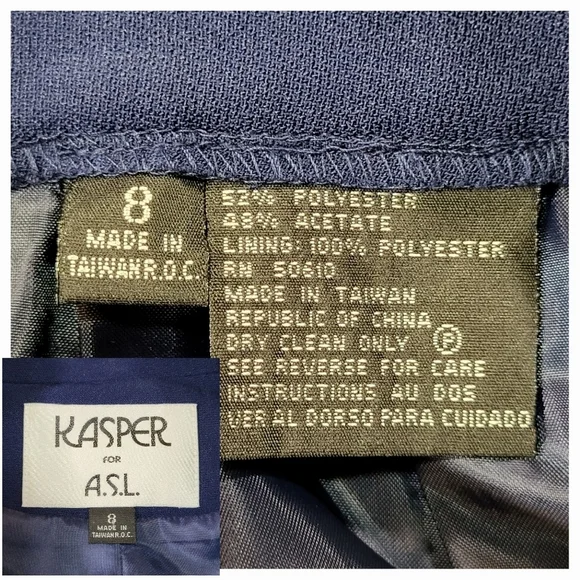 8
MADE IN
TAIWAN R.O.C.
52% POLYESTER
48% ACETATE
LINING: 100% POLYESTER
RN 50610
MADE IN TAIWAN
REPUBLIC OF CHINA
DRY CLEAN ONLY Ⓟ
SEE REVERSE FOR CARE
INSTRUCTIONS AU DOS
VER AL DORSO PARA CUIDADO
KASPER
FOR
A.S.L.
8
MADE IN
TAIWAN R.O.C.